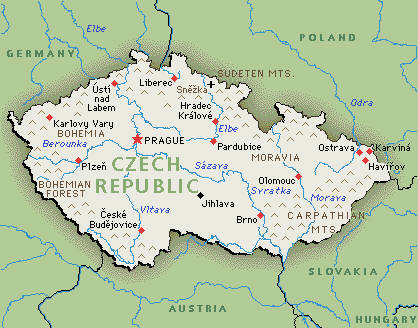 Elbe
POLAND
GERMANY
SUDETEN MTS.
Liberec
Ústí
nad
Labem
Sněžka
Hradec
Králové
Odra
Karlovy Vary
BOHEMIA
Elbe
Berounka
PRAGUE
Pardubice
Ostrava
Karviná
MORAVIA
Havířov
Plzeň
CZECH
REPUBLIC
Sázava
BOHEMIAN
FOREST
Olomouc
Svratka
Morava
Jihlava
Vltava
České
Budějovice
Brno
CARPATHIAN
MTS.
SLOVAKIA
AUSTRIA
HUNGARY